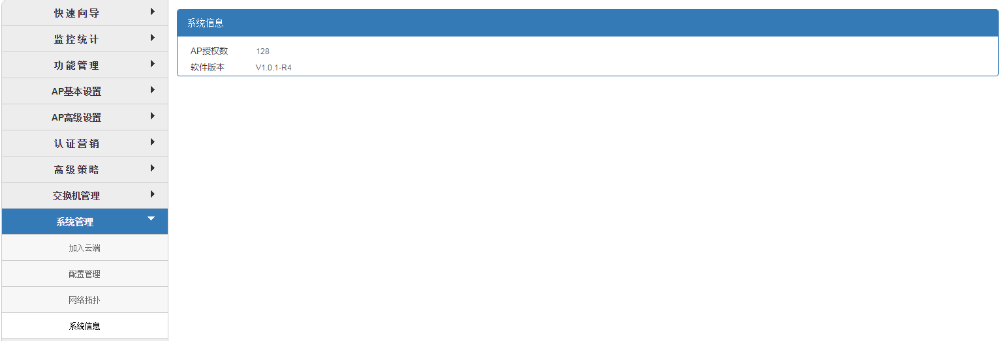 快速向导
监控统计
功能管理
AP基本设置
AP高级设置
认证营销
高级策略
交换机管理
系统管理
加入云端
配置管理
网络拓扑
系统信息
系统信息
AP授权数 128
软件版本 V1.0.1-R4